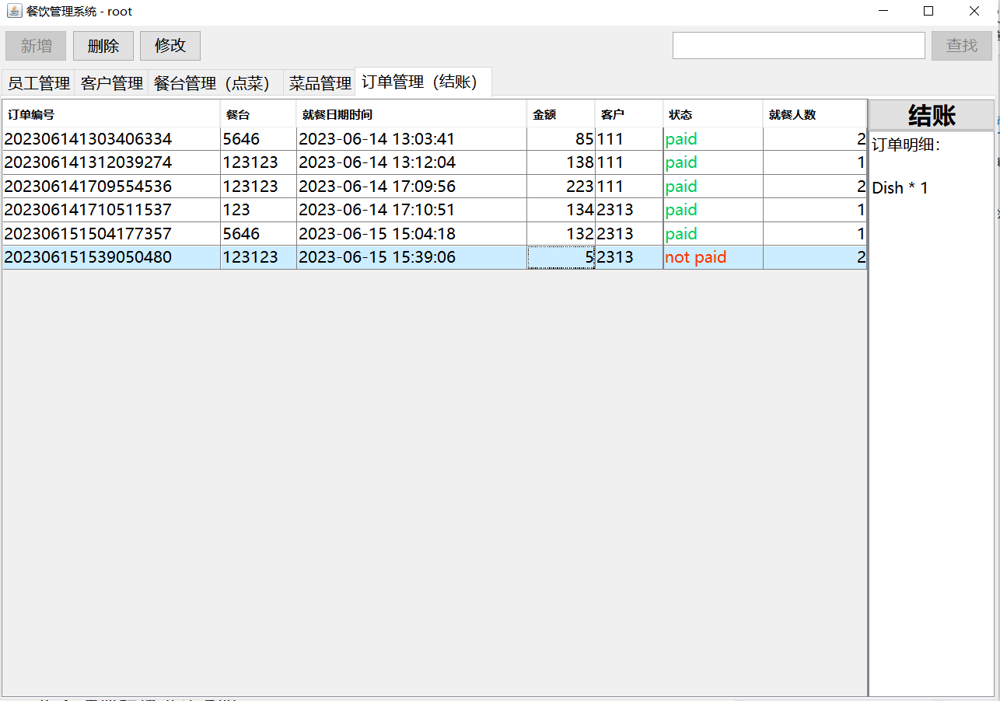 餐饮管理系统 - root
新增 删除 修改 查找
员工管理 客户管理 餐台管理（点菜） 菜品管理 订单管理（结账）
订单编号 餐台 就餐日期时间 金额 客户 状态 就餐人数 结账
202306141303406334 5646 2023-06-14 13:03:41 85 111 paid 2
订单明细：
202306141312039274 123123 2023-06-14 13:12:04 138 111 paid 1
202306141709554536 123123 2023-06-14 17:09:56 223 111 paid 2
Dish * 1
202306141710511537 123 2023-06-14 17:10:51 134 2313 paid 1
202306151504177357 5646 2023-06-15 15:04:18 132 2313 paid 1
202306151539050480 123123 2023-06-15 15:39:06 5 2313 not paid 2